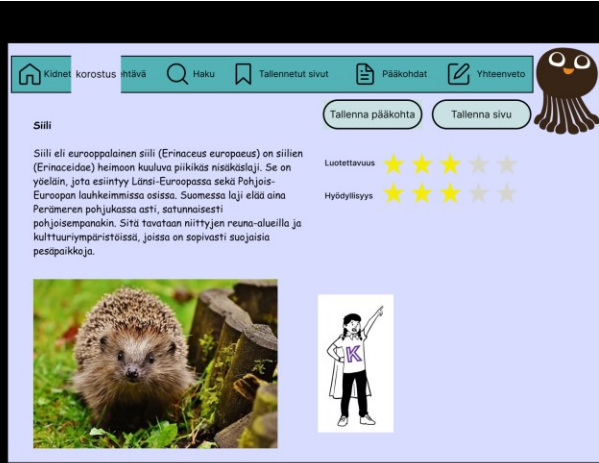 Kidnet korostus htävä Haku Tallennetut sivut Pääkohdat Yhteenveto
Tallenna pääkohta Tallenna sivu
Siili
Siili eli eurooppalainen siili (Erinaceus europaeus) on siilien
(Erinaceidae) heimoon kuuluva piikikäs nisäkäslaji. Se on
yöeläin, jota esiintyy Länsi-Euroopassa sekä Pohjois-
Euroopan lauhkeimmissa osissa. Suomessa laji elää aina
Perämeren pohjukassa asti, satunnaisesti
pohjoisempanakin. Sitä tavataan niittyjen reuna-alueilla ja
kulttuuriympäristöissä, joissa on sopivasti suojaisia
pesäpaikkoja.
Luotettavuus
Hyödyllisyys
K